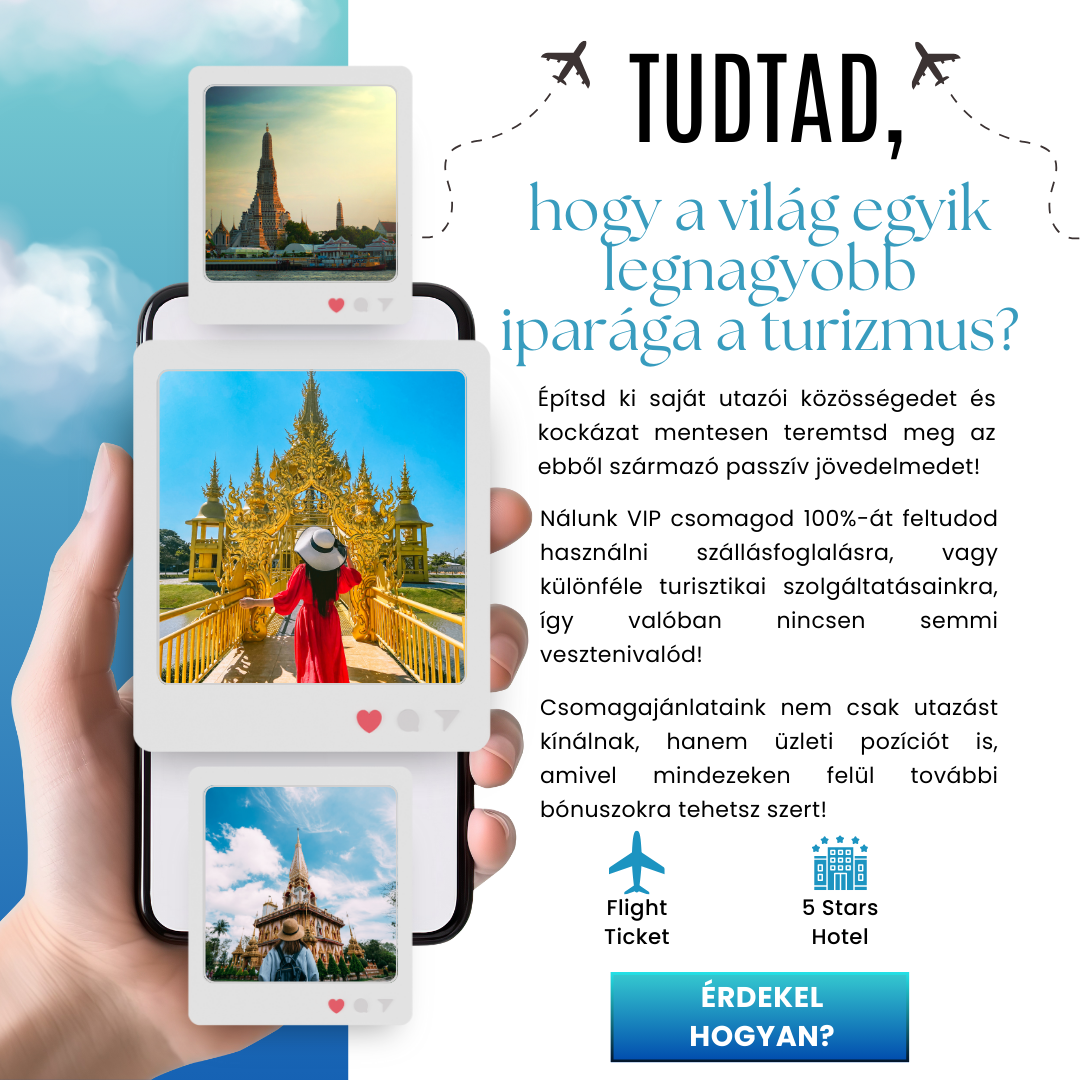 TUDTAD,
hogy a világ egyik
legnagyobb
iparága a turizmus?
Építsd ki saját utazói közösségedet és
kockázat mentesen teremtsd meg az
ebből származó passzív jövedelmedet!
Nálunk VIP csomagod 100%-át feltudod
használni szállásfoglalásra, vagy
különféle turisztikai szolgáltatásainkra,
így valóban nincsen semmi
vesztenivalód!
Csomagajánlataink nem csak utazást
kínálnak, hanem üzleti pozíciót is,
amivel mindezeken felül további
bónuszokra tehetsz szert!
Flight
Ticket
5 Stars
Hotel
ÉRDEKEL
HOGYAN?